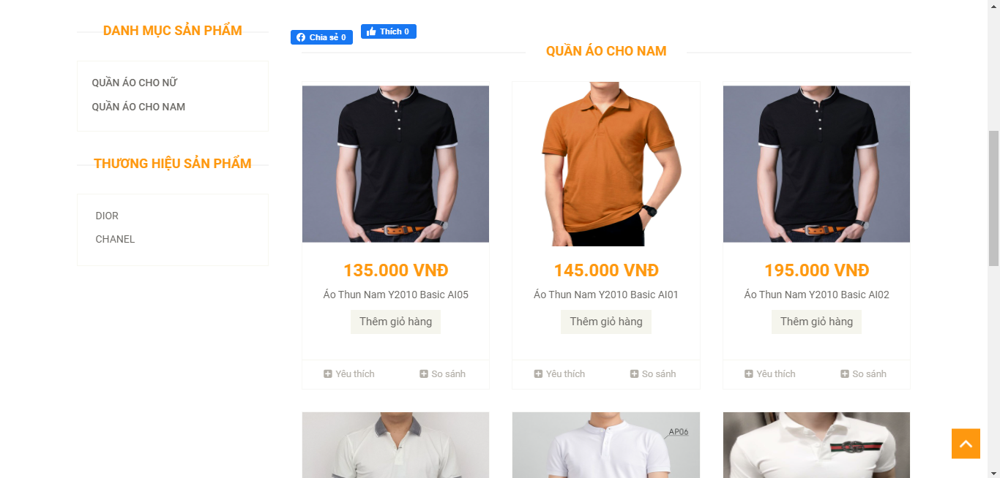 DANH MỤC SẢN PHẨM
QUẦN ÁO CHO NỮ
QUẦN ÁO CHO NAM
THƯƠNG HIỆU SẢN PHẨM
DIOR
CHANEL
Chia sẻ 0
Thích 0
QUẦN ÁO CHO NAM
135.000 VNĐ
Áo Thun Nam Y2010 Basic AI05
Thêm giỏ hàng
Yêu thích So sánh
145.000 VNĐ
Áo Thun Nam Y2010 Basic AI01
Thêm giỏ hàng
Yêu thích So sánh
195.000 VNĐ
Áo Thun Nam Y2010 Basic AI02
Thêm giỏ hàng
Yêu thích So sánh
AP06